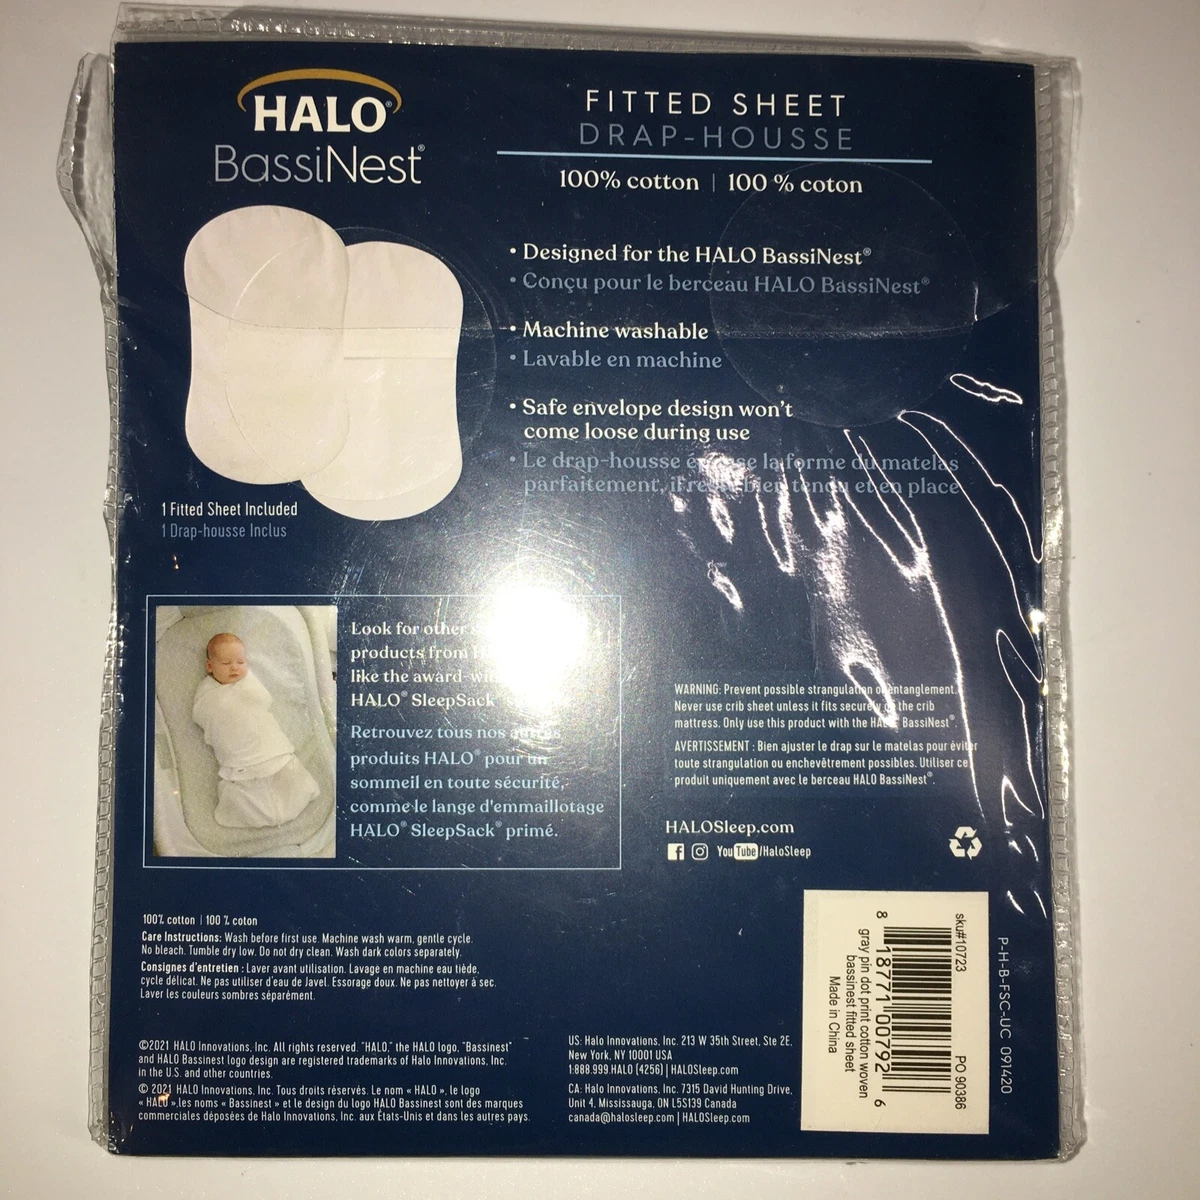 HALO®
BassiNest®
FITTED SHEET
DRAP-HOUSSE
100% cotton | 100 % coton
• Designed for the HALO BassiNest®
• Conçu pour le berceau HALO BassiNest®
• Machine washable
• Lavable en machine
• Safe envelope design won't
come loose during use
• Le drap-housse la forme du matelas
parfaitement, bien tendu et en place
1 Fitted Sheet Included
1 Drap-housse Inclus
Look for other
products from
like the
HALO® SleepSack®
Retrouvez tous nos autres
produits HALO® pour un
sommeil en toute sécurité,
comme le lange d'emmaillotage
HALO® SleepSack® primé.
WARNING: Prevent possible strangulation or entanglement.
Never use crib sheet unless it fits securely on the crib
mattress. Only use this product with the HALO BassiNest®.
AVERTISSEMENT : Bien ajuster le drap sur le matelas pour éviter
toute strangulation ou enchevêtrement possibles. Utiliser ce
produit uniquement avec le berceau HALO BassiNest®.
HALOSleep.com
f YouTube/HaloSleep
100% cotton | 100 % coton
Care Instructions: Wash before first use. Machine wash warm, gentle cycle.
No bleach. Tumble dry low. Do not dry clean. Wash dark colors separately.
Consignes d'entretien : Laver avant utilisation. Lavage en machine eau tiède,
cycle délicat. Ne pas utiliser d'eau de Javel. Essorage doux. Ne pas nettoyer à sec.
Laver les couleurs sombres séparément.
©2021 HALO Innovations, Inc. All rights reserved. "HALO," the HALO logo, "Bassinest"
and HALO Bassinest logo design are registered trademarks of Halo Innovations, Inc.
in the U.S. and other countries.
© 2021 HALO Innovations, Inc. Tous droits réservés. Le nom « HALO », le logo
« HALO »,les noms « Bassinest » et le design du logo HALO Bassinest sont des marques
commerciales déposées de Halo Innovations, Inc. aux États-Unis et dans les autres pays.
US: Halo Innovations, Inc. 213 W 35th Street, Ste 2E,
New York, NY 10001 USA
1.888.999.HALO (4256) | HALOSleep.com
CA: Halo Innovations, Inc. 7315 David Hunting Drive,
Unit 4, Mississauga, ON L5S1Z9 Canada
canada@halosleep.com | HALOSleep.com
sku#10723 PO 90386
8 18771 00792 6
gray pin dot print cotton woven
bassinest fitted sheet
Made in China
P-H-B-FSC-UC 091420